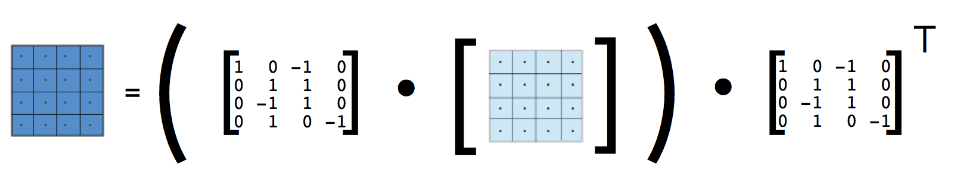 = ( [ 1 0 −1 0 • [ ] ) • [ 1 0 −1 0 T
0 1 1 0 0 1 1 0
0 −1 1 0 0 −1 1 0
0 1 0 −1 ] 0 1 0 −1 ]